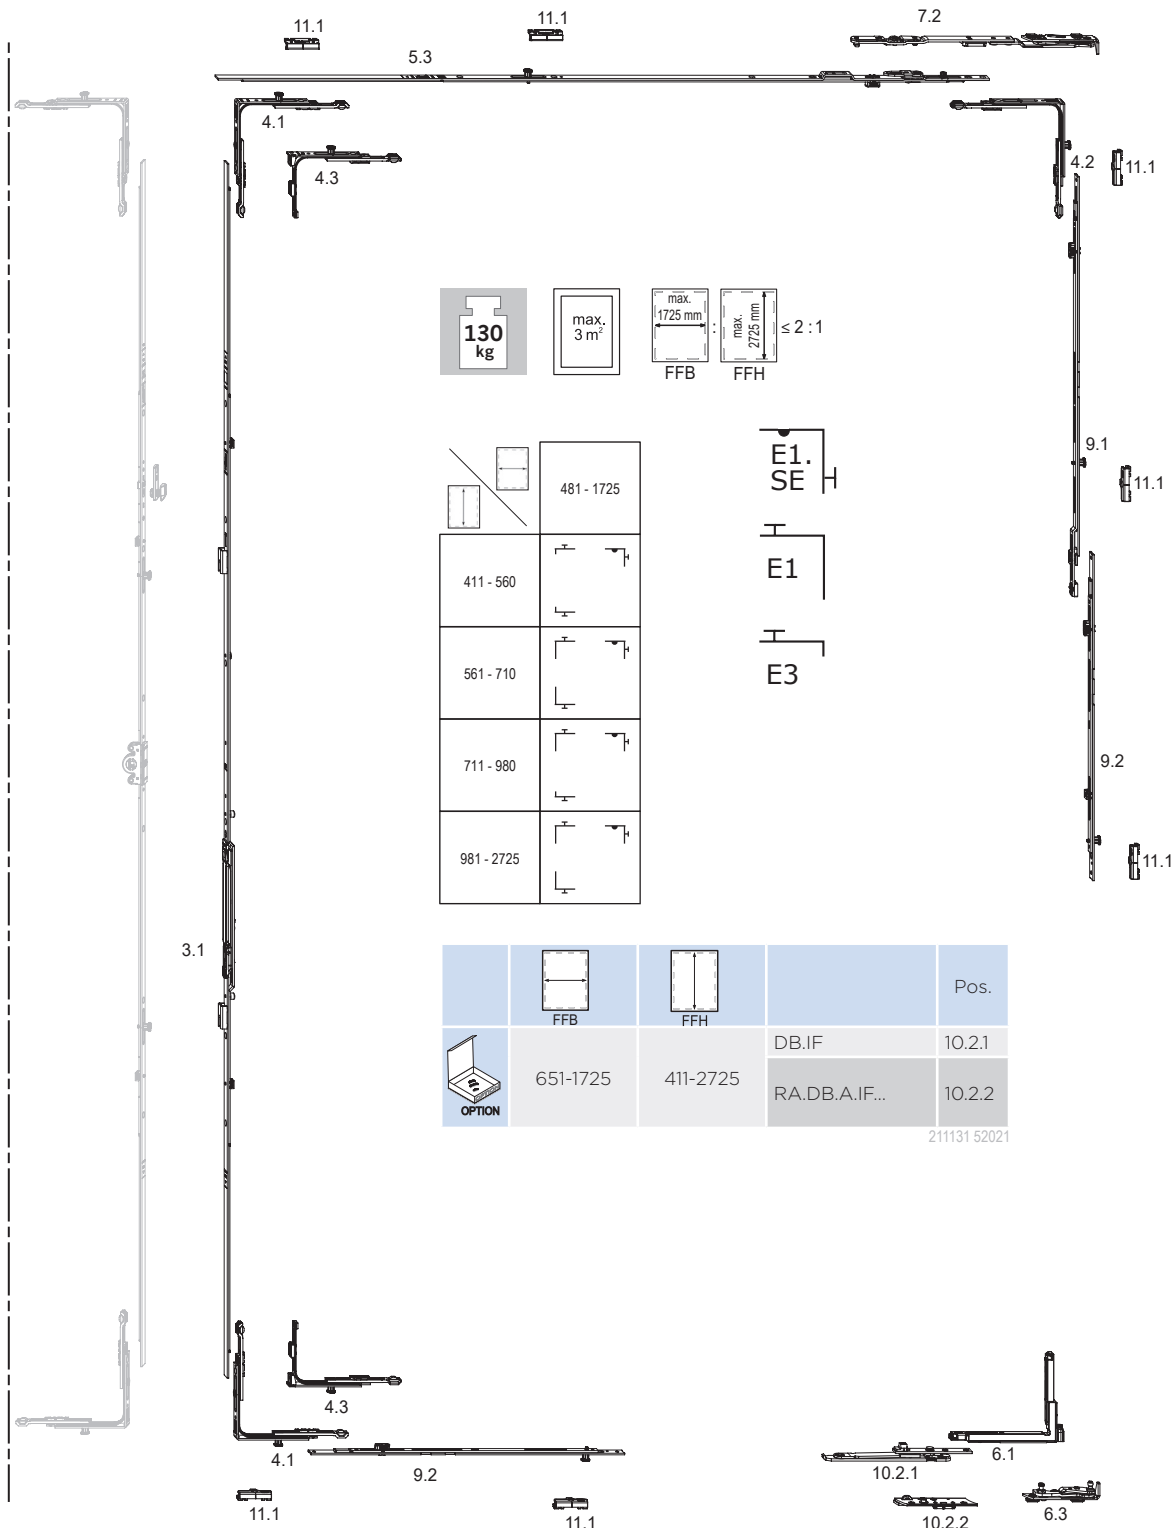 11.1
11.1
7.2
5.3
4.1
4.3
4.2
11.1
130
kg
max.
3 m²
max.
1725 mm
FFB
:
max.
2725 mm
FFH
≤ 2 : 1
9.1
11.1
481 - 1725
411 - 560
561 - 710
711 - 980
981 - 2725
E1.
SE
E1
E3
9.2
11.1
3.1
FFB
FFH
Pos.
OPTION
651-1725
411-2725
DB.IF
10.2.1
RA.DB.A.IF...
10.2.2
211131 52021
4.3
4.1
9.2
10.2.1
6.1
11.1
11.1
10.2.2
6.3